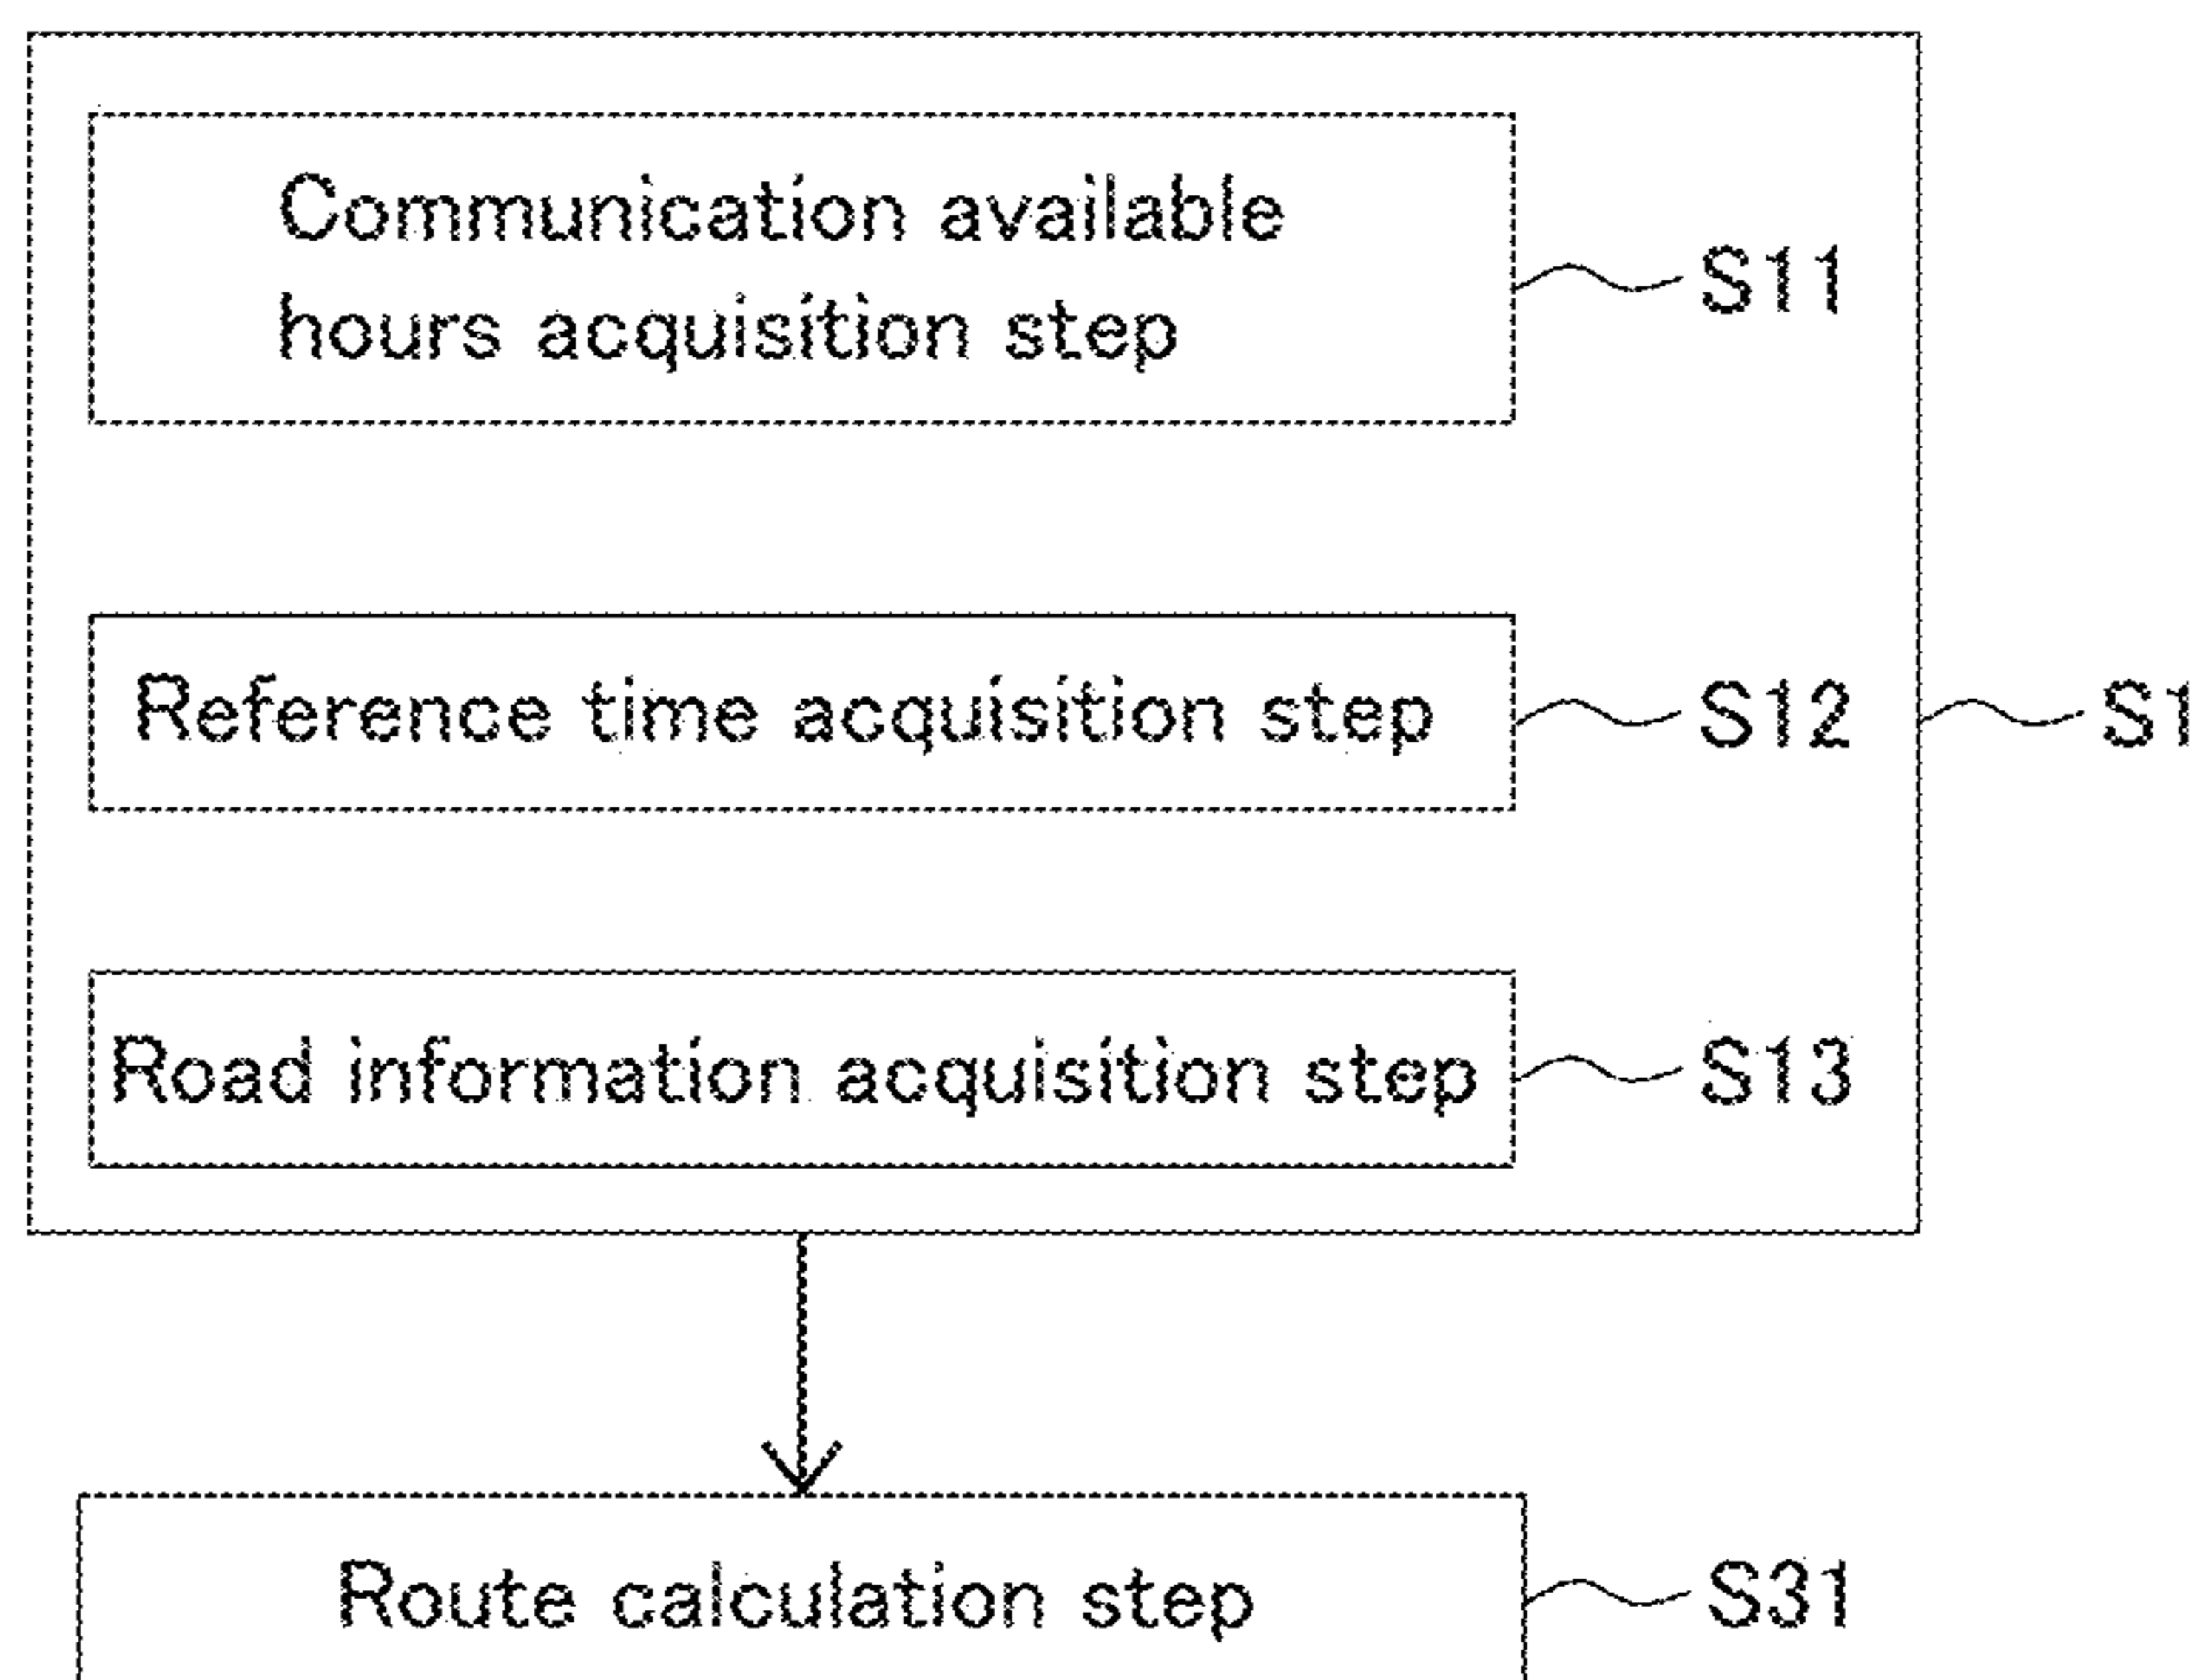 Communication available
hours acquisition step
S11
Reference time acquisition step
S12
S1
Road information acquisition step
S13
Route calculation step
S31